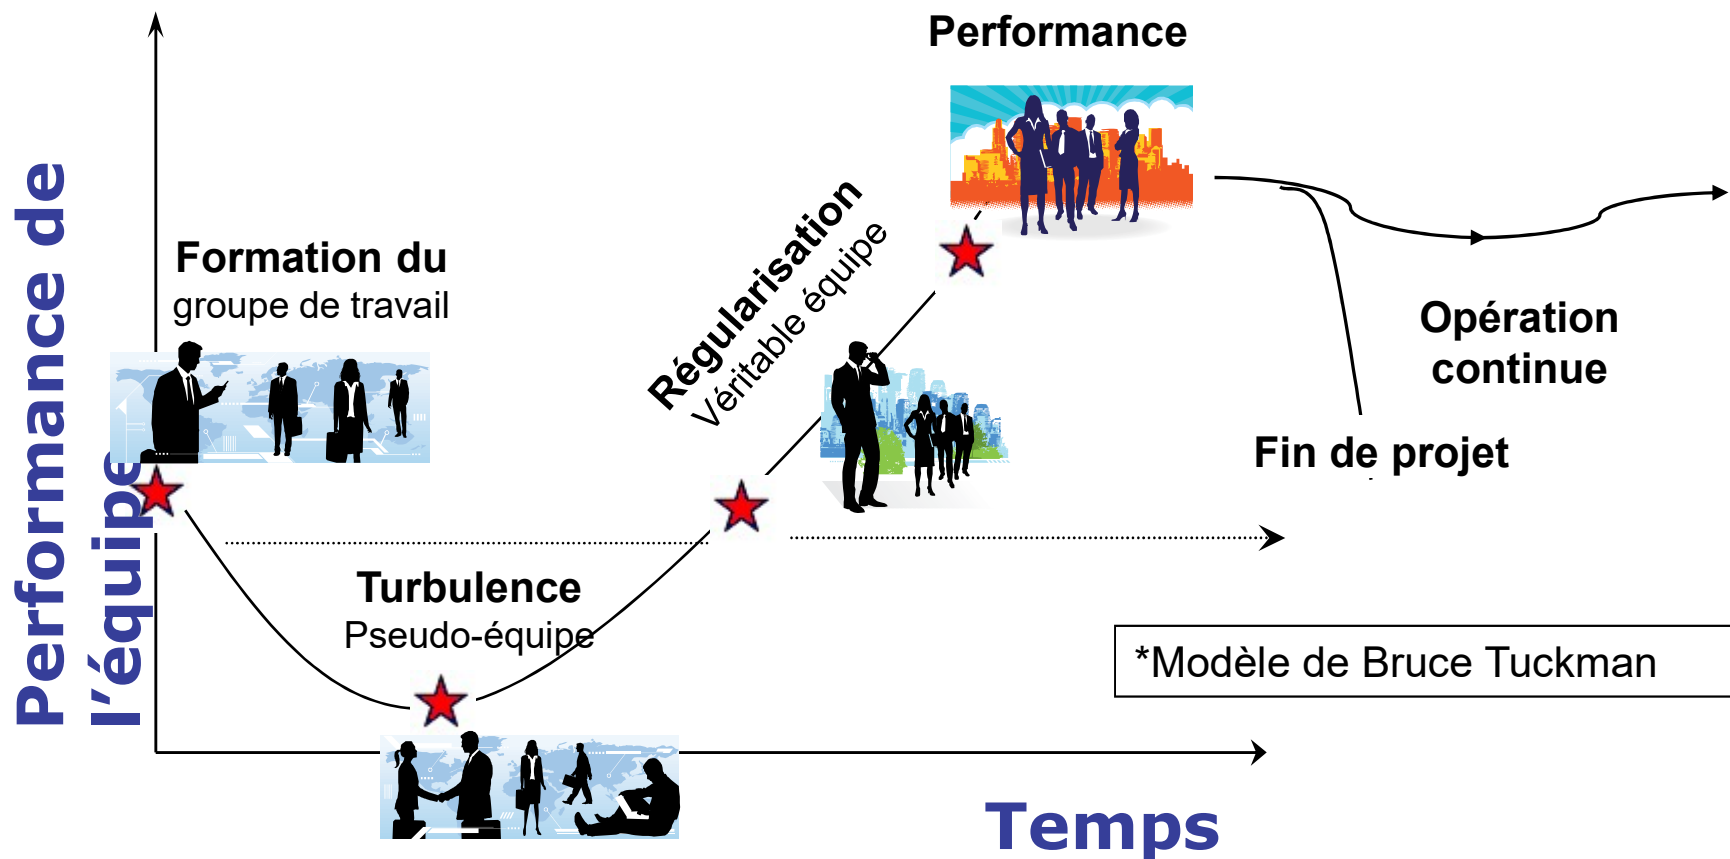 Performance
Performance de
l’équipe
Formation du
groupe de travail
Régularisation
Véritable équipe
Opération
continue
Fin de projet
Turbulence
Pseudo-équipe
*Modèle de Bruce Tuckman
Temps